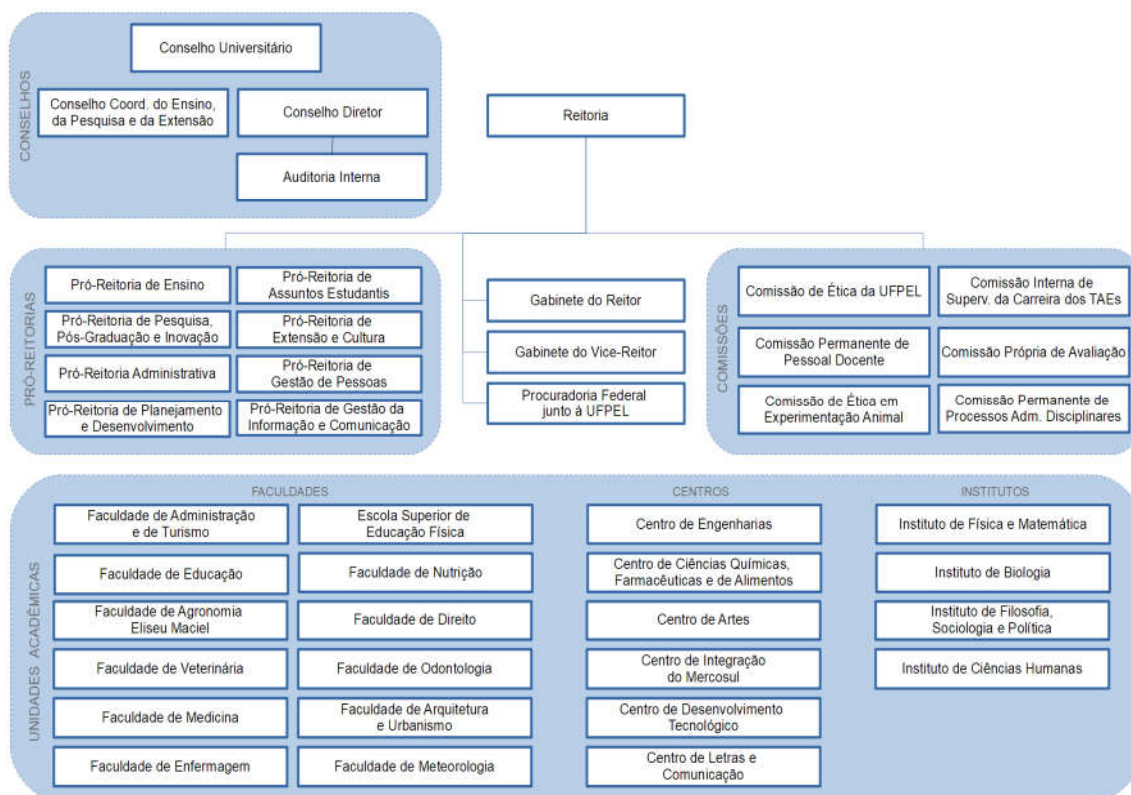 CONSELHOS
Conselho Universitário
Conselho Coord. do Ensino,
da Pesquisa e da Extensão
Conselho Diretor
Auditoria Interna
Reitoria
PRÓ-REITORIAS
Pró-Reitoria de Ensino
Pró-Reitoria de
Assuntos Estudantis
Pró-Reitoria de Pesquisa,
Pós-Graduação e Inovação
Pró-Reitoria de
Extensão e Cultura
Pró-Reitoria Administrativa
Pró-Reitoria de
Gestão de Pessoas
Pró-Reitoria de Planejamento
e Desenvolvimento
Pró-Reitoria de Gestão da
Informação e Comunicação
Gabinete do Reitor
Gabinete do Vice-Reitor
Procuradoria Federal
junto à UFPEL
COMISSÕES
Comissão de Ética da UFPEL
Comissão Interna de
Superv. da Carreira dos TAEs
Comissão Permanente de
Pessoal Docente
Comissão Própria de Avaliação
Comissão de Ética em
Experimentação Animal
Comissão Permanente de
Processos Adm. Disciplinares
UNIDADES ACADÊMICAS
FACULDADES
Faculdade de Administração
e de Turismo
Escola Superior de
Educação Física
Faculdade de Educação
Faculdade de Nutrição
Faculdade de Agronomia
Eliseu Maciel
Faculdade de Direito
Faculdade de Veterinária
Faculdade de Odontologia
Faculdade de Medicina
Faculdade de Arquitetura
e Urbanismo
Faculdade de Enfermagem
Faculdade de Meteorologia
CENTROS
Centro de Engenharias
Centro de Ciências Químicas,
Farmacêuticas e de Alimentos
Centro de Artes
Centro de Integração
do Mercosul
Centro de Desenvolvimento
Tecnológico
Centro de Letras e
Comunicação
INSTITUTOS
Instituto de Física e Matemática
Instituto de Biologia
Instituto de Filosofia,
Sociologia e Política
Instituto de Ciências Humanas